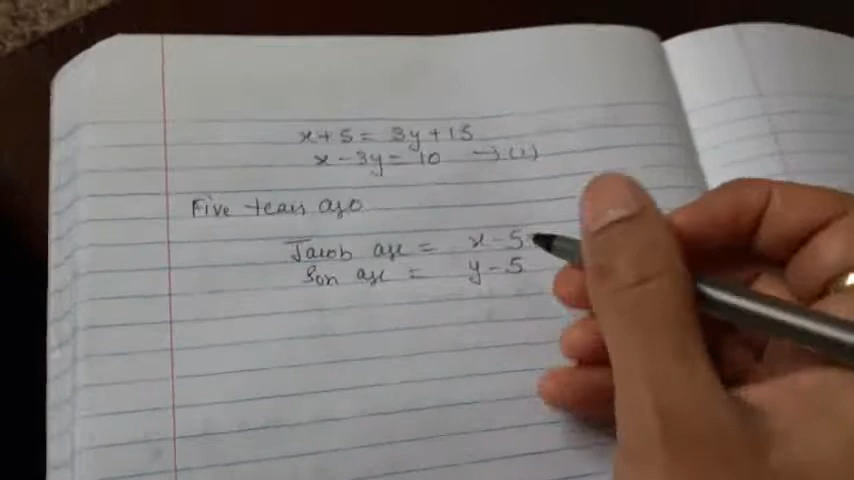 x + 5 = 3y + 15
x - 3y = 10 → (1)
Five years ago
Jacob age = x - 5
Son age = y - 5